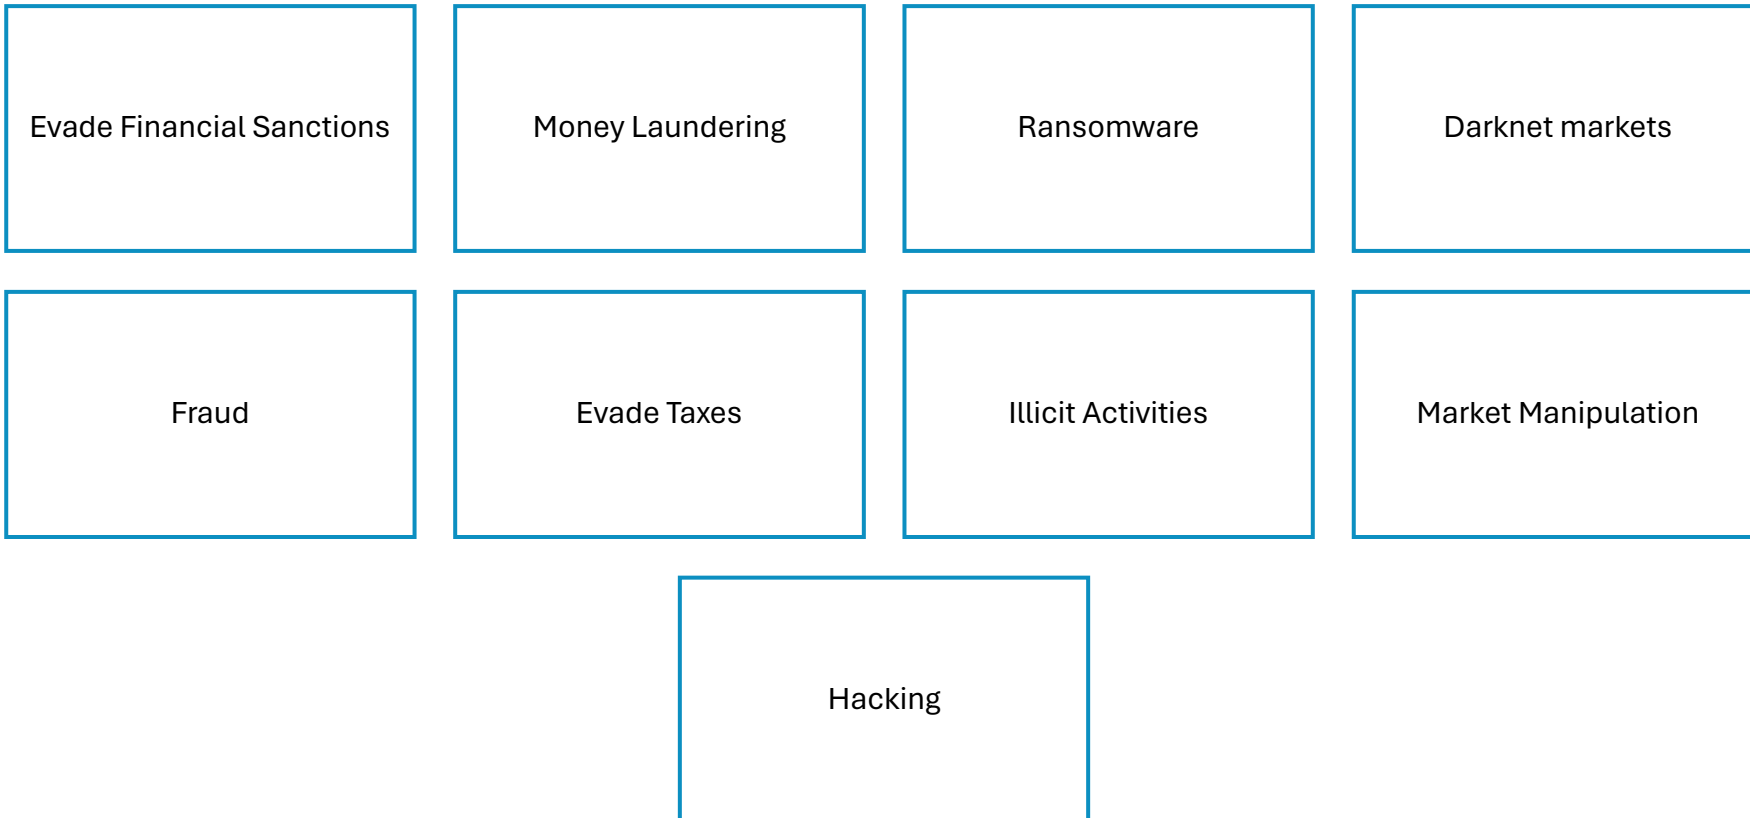 Evade Financial Sanctions
Money Laundering
Ransomware
Darknet markets
Fraud
Evade Taxes
Illicit Activities
Market Manipulation
Hacking